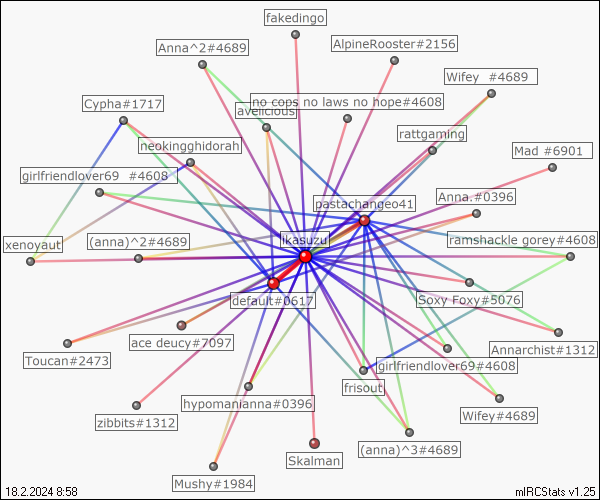 fakedingo
Anna^2#4689
AlpineRooster#2156
Wifey  #4689
Cypha#1717
no cops no laws no hope#4608
avelicious
rattgaming
neokingghidorah
Mad #6901
girlfriendlover69  #4608
pastachangeo41
Anna.#0396
xenoyaut
(anna)^2#4689
ikasuzu
ramshackle gorey#4608
default#0617
Soxy Foxy#5076
ace deucy#7097
Annarchist#1312
Toucan#2473
girlfriendlover69#4608
frisout
zibbits#1312
hypomanianna#0396
Wifey#4689
(anna)^3#4689
Skalman
Mushy#1984
18.2.2024 8:58
mIRCStats v1.25